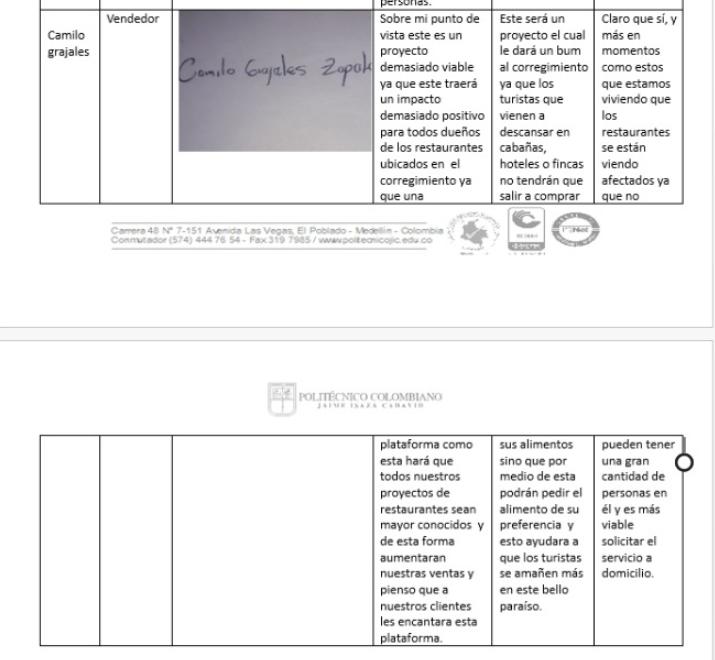 personas.
Camilo
grajales
Vendedor
Camilo Grajales Zapata
Sobre mi punto de
vista este es un
proyecto
demasiado viable
ya que este traerá
un impacto
demasiado positivo
para todos dueños
de los restaurantes
ubicados en el
corregimiento ya
que una
Este será un
proyecto el cual
le dará un bum
al corregimiento
ya que los
turistas que
vienen a
descansar en
cabañas,
hoteles o fincas
no tendrán que
salir a comprar
Claro que sí, y
más en
momentos
como estos
que estamos
viviendo que
los
restaurantes
se están
viendo
afectados ya
que no
Carrera 48 N° 7-151 Avenida Las Vegas, El Poblado - Medellín - Colombia
Conmutador (574) 444 76 54 - Fax 319 7985 / www.politecnicojic.edu.co
POLITÉCNICO COLOMBIANO
JAIME ISAZA CADAVID
plataforma como
esta hará que
todos nuestros
proyectos de
restaurantes sean
mayor conocidos y
de esta forma
aumentaran
nuestras ventas y
pienso que a
nuestros clientes
les encantara esta
plataforma.
sus alimentos
sino que por
medio de esta
podrán pedir el
alimento de su
preferencia y
esto ayudara a
que los turistas
se amañen más
en este bello
paraíso.
pueden tener
una gran
cantidad de
personas en
él y es más
viable
solicitar el
servicio a
domicilio.